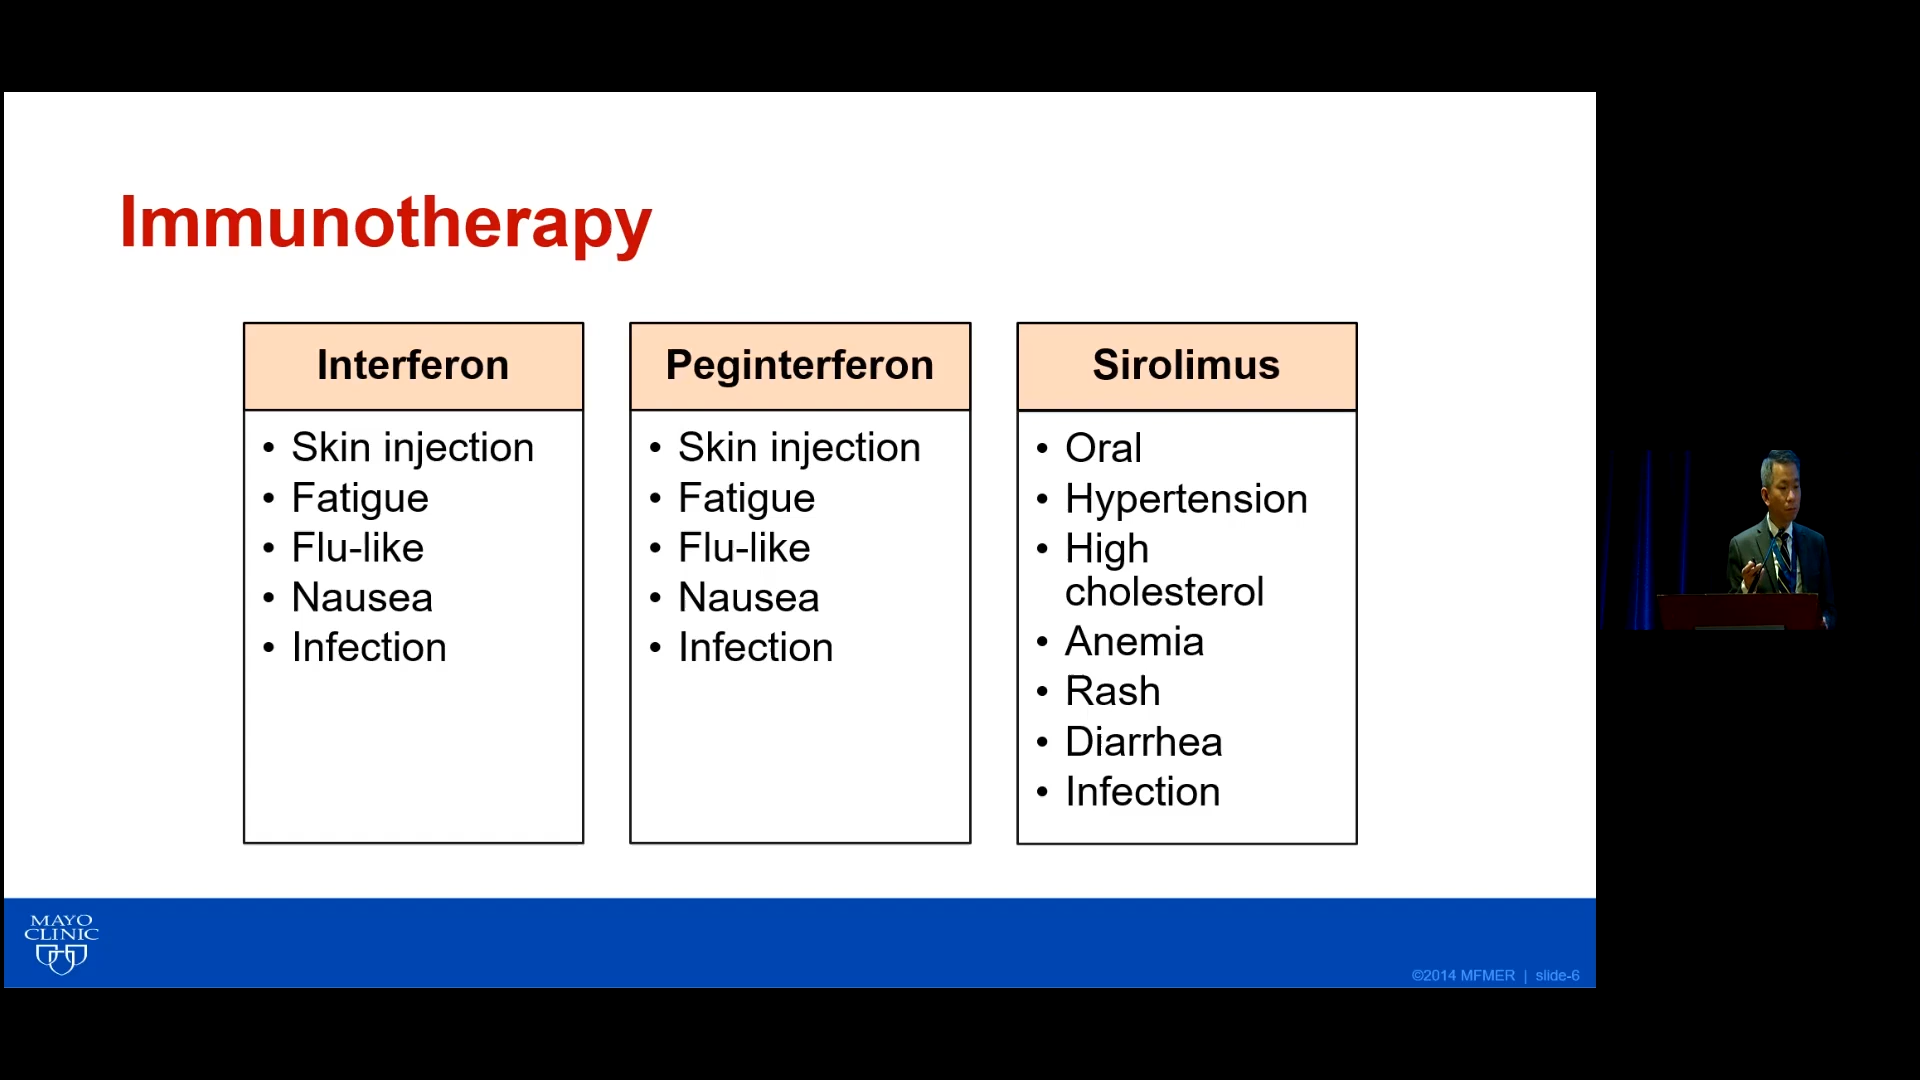 Immunotherapy
Interferon
• Skin injection
• Fatigue
• Flu-like
• Nausea
• Infection
Peginterferon
• Skin injection
• Fatigue
• Flu-like
• Nausea
• Infection
Sirolimus
• Oral
• Hypertension
• High
cholesterol
• Anemia
• Rash
• Diarrhea
• Infection
MAYO
CLINIC
©2014 MFMER | slide-6